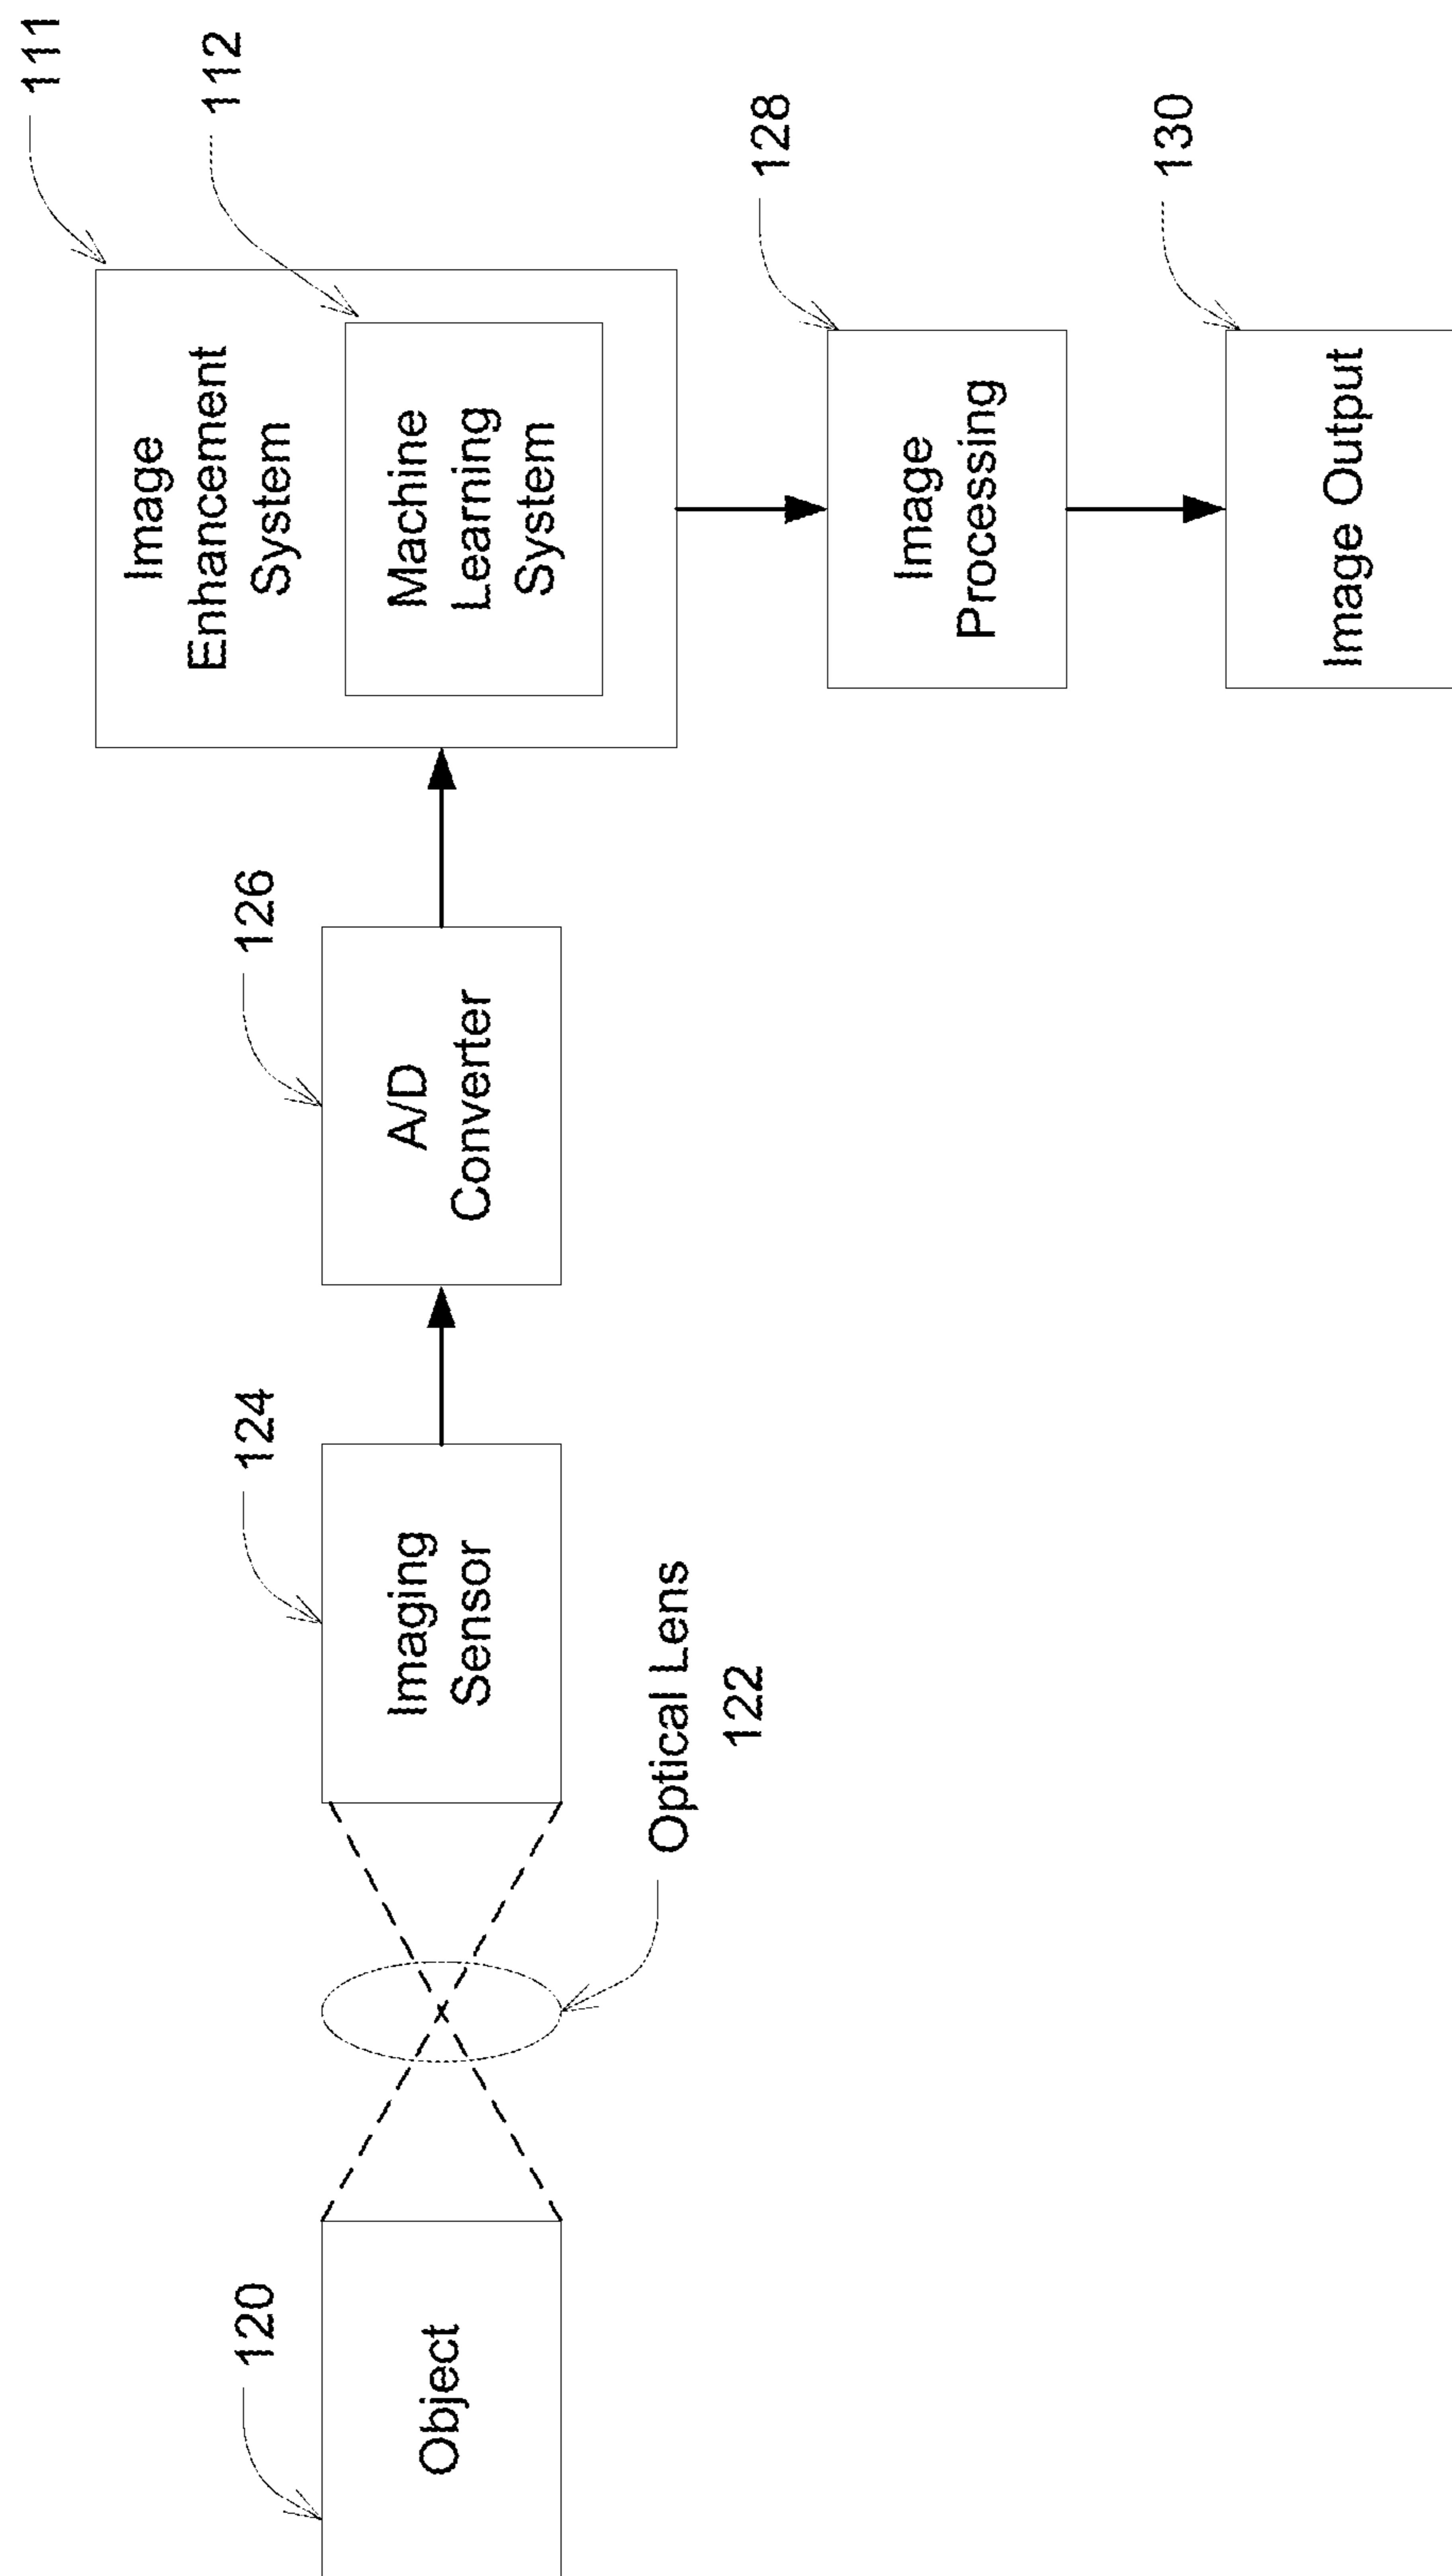 111
Image
Enhancement
System
112
Machine
Learning
System
120
Object
Optical Lens
122
124
Imaging
Sensor
126
A/D
Converter
128
Image
Processing
130
Image Output